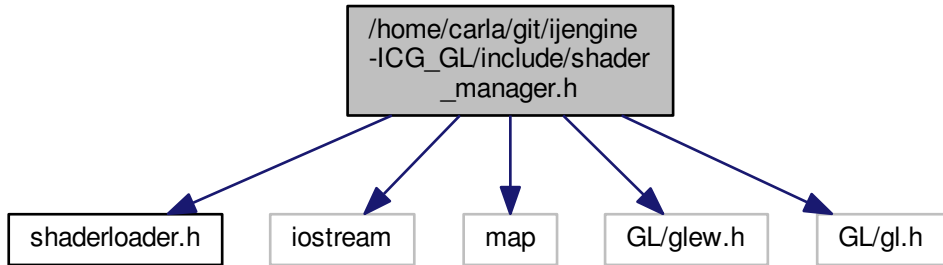 /home/carla/git/ijengine
-ICG_GL/include/shader
_manager.h
shaderloader.h
iostream
map
GL/glew.h
GL/gl.h